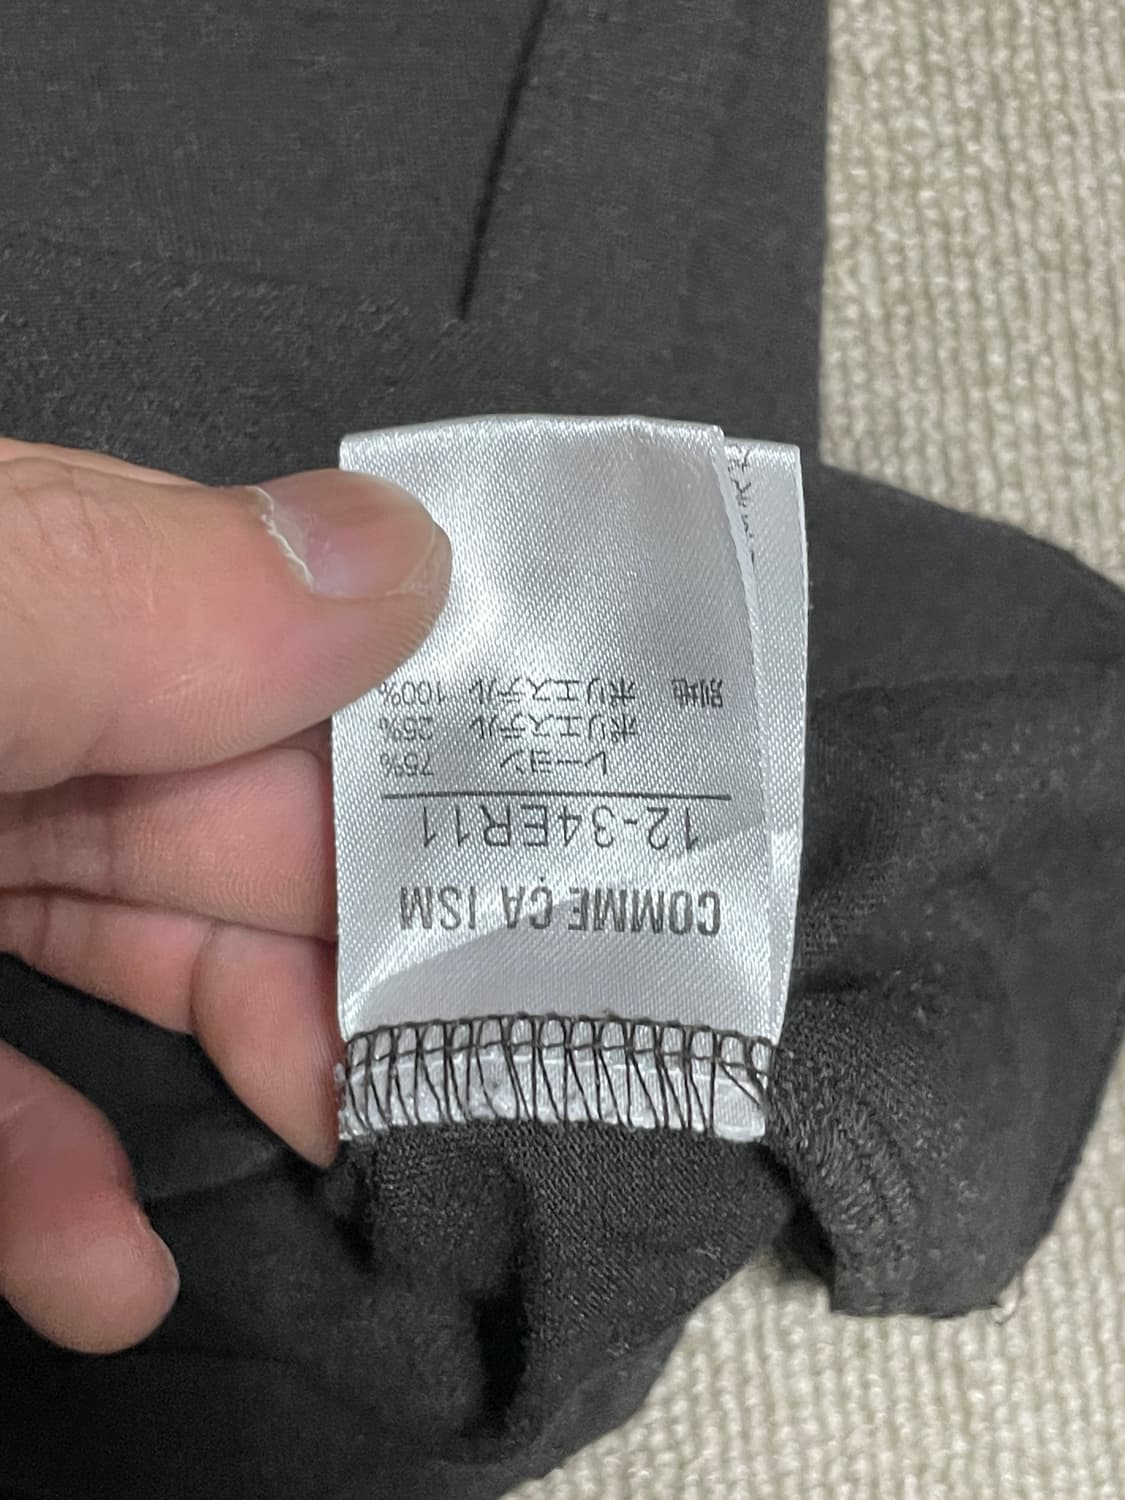 COMME ÇA ISM
12-34ER11
レーヨン 75%
ポリエステル 25%
別地 ポリエステル 100%